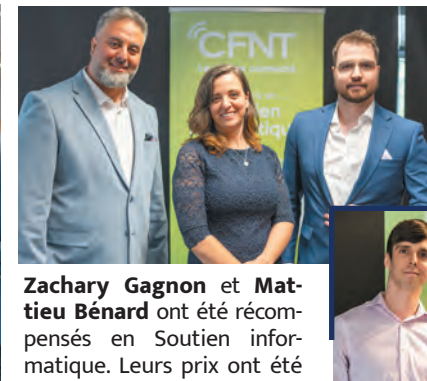 CFNT
Zachary Gagnon et Mat-
tieu Bénard ont été récom-
pensés en Soutien infor-
matique. Leurs prix ont été